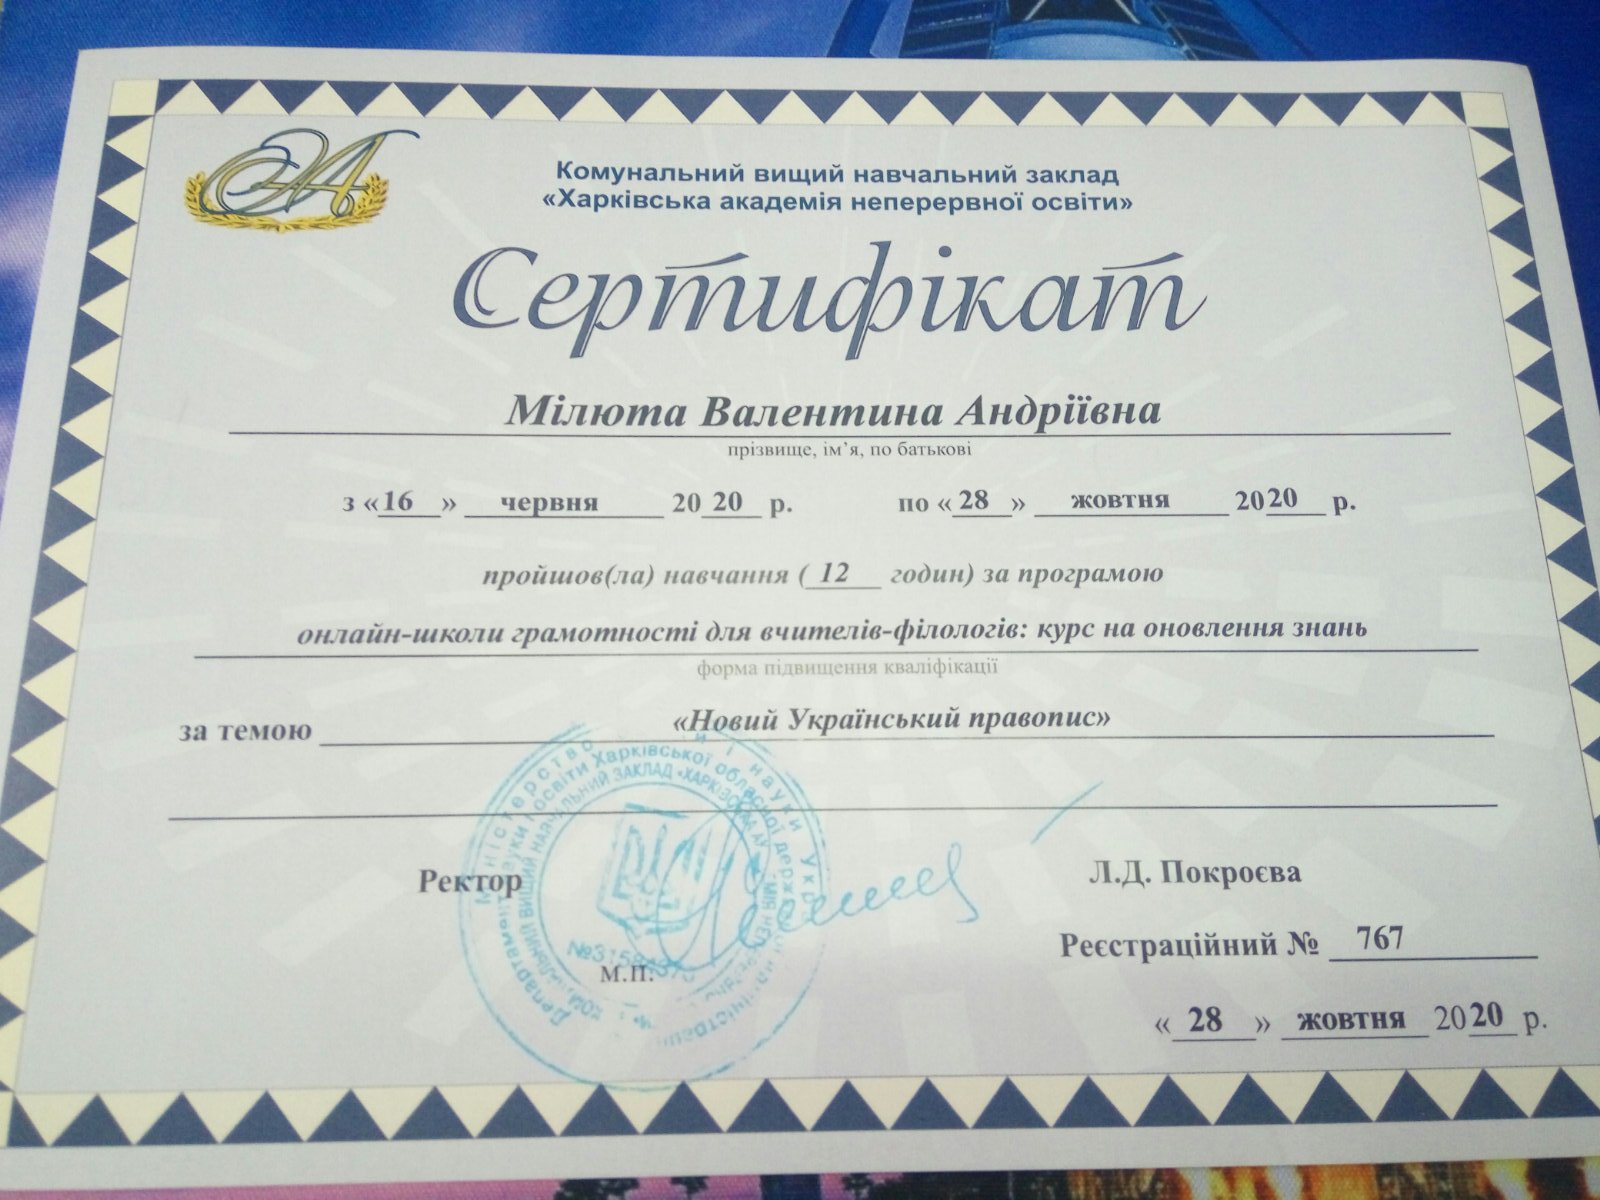 Комунальний вищий навчальний заклад
«Харківська академія неперервної освіти»
Сертифікат
Мілюта Валентина Андріївна
прізвище, ім’я, по батькові
з «16» червня 2020 р. по «28» жовтня 2020 р.
пройшов(ла) навчання (12 годин) за програмою
онлайн-школи грамотності для вчителів-філологів: курс на оновлення знань
форма підвищення кваліфікації
за темою «Новий Український правопис»
Ректор Л.Д. Покроєва
М.П.
Реєстраційний № 767
«28» жовтня 2020 р.